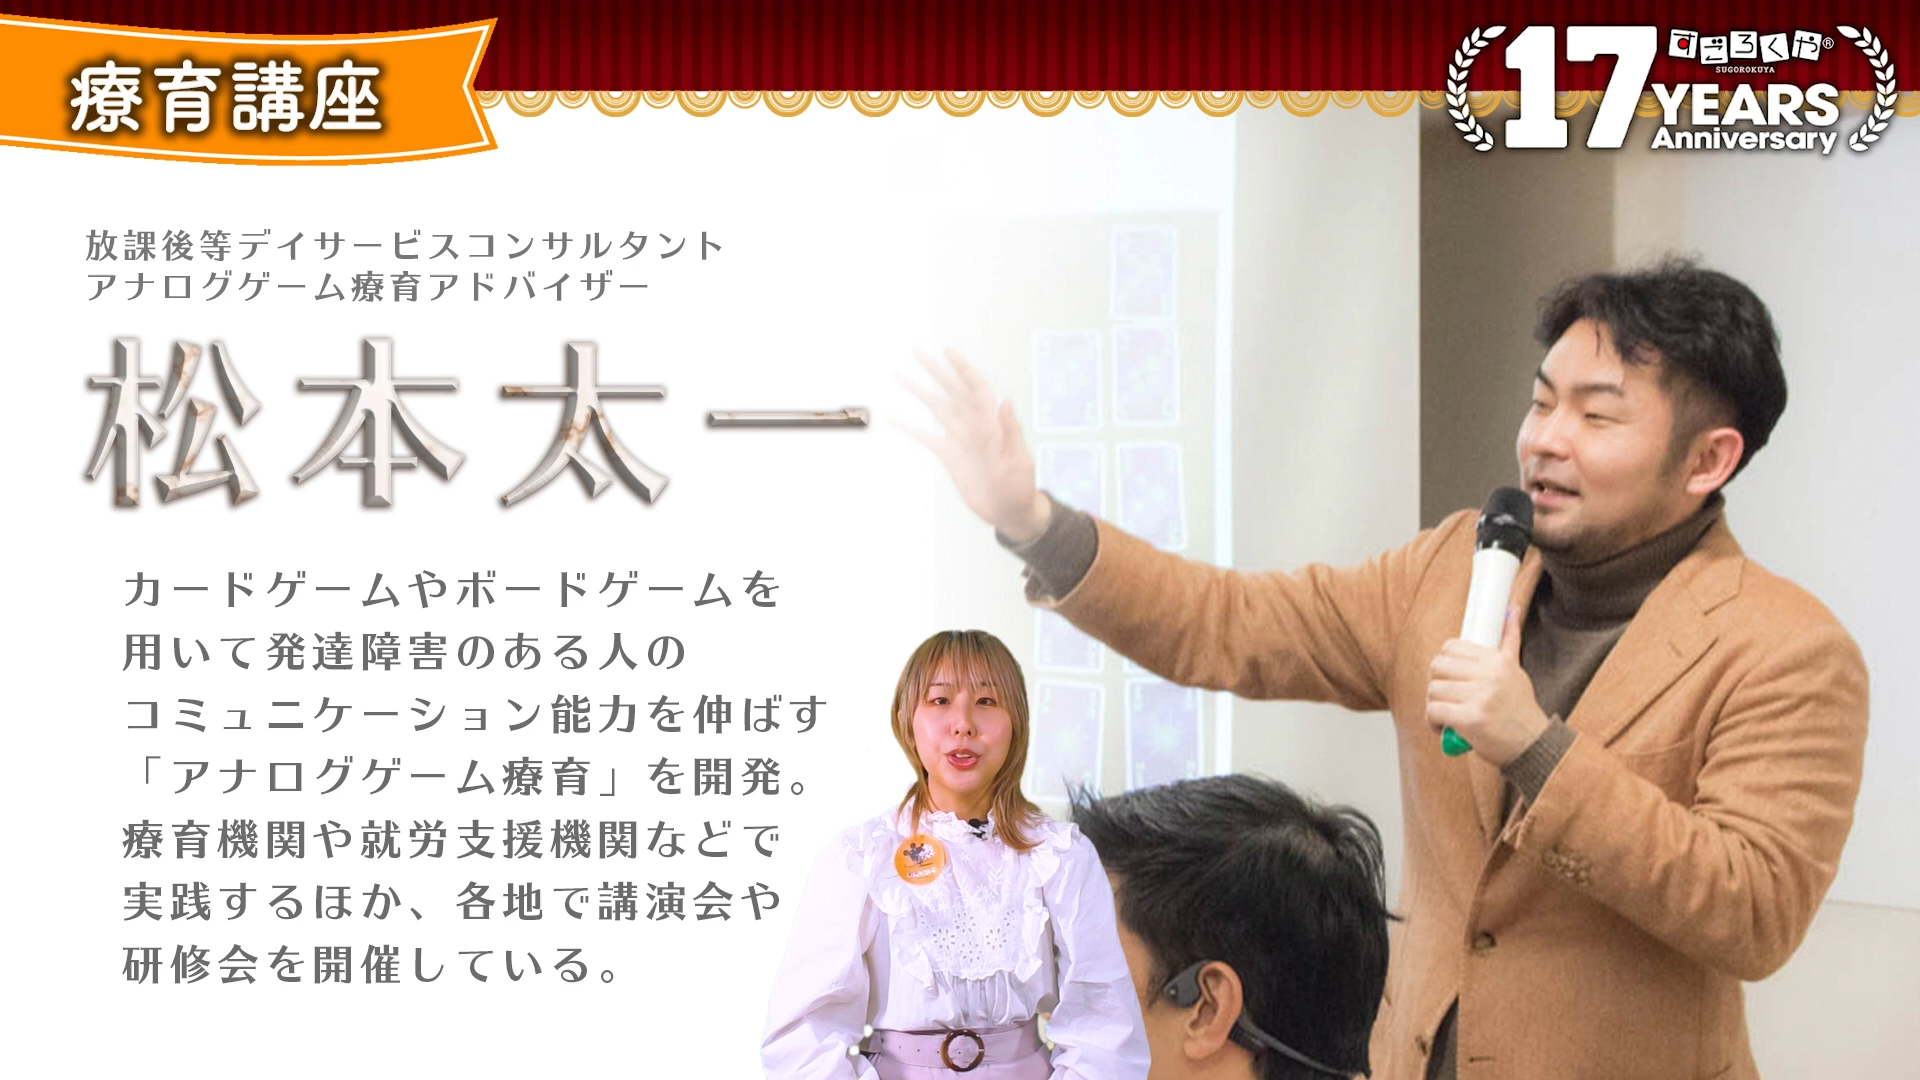 療育講座
すごろくや®
SUGOROKUYA
17 YEARS
Anniversary
放課後等デイサービスコンサルタント
アナログゲーム療育アドバイザー
松本太一
カードゲームやボードゲームを
用いて発達障害のある人の
コミュニケーション能力を伸ばす
「アナログゲーム療育」を開発。
療育機関や就労支援機関などで
実践するほか、各地で講演会や
研修会を開催している。